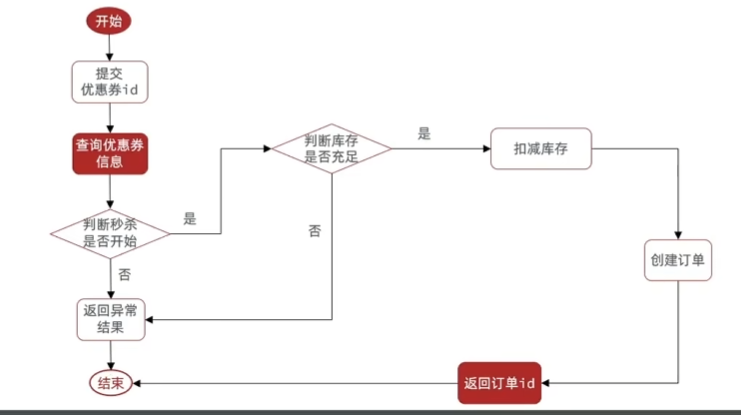 开始
提交
优惠券id
查询优惠券
信息
判断秒杀
是否开始
是
否
判断库存
是否充足
是
否
扣减库存
创建订单
返回异常
结果
返回订单id
结束